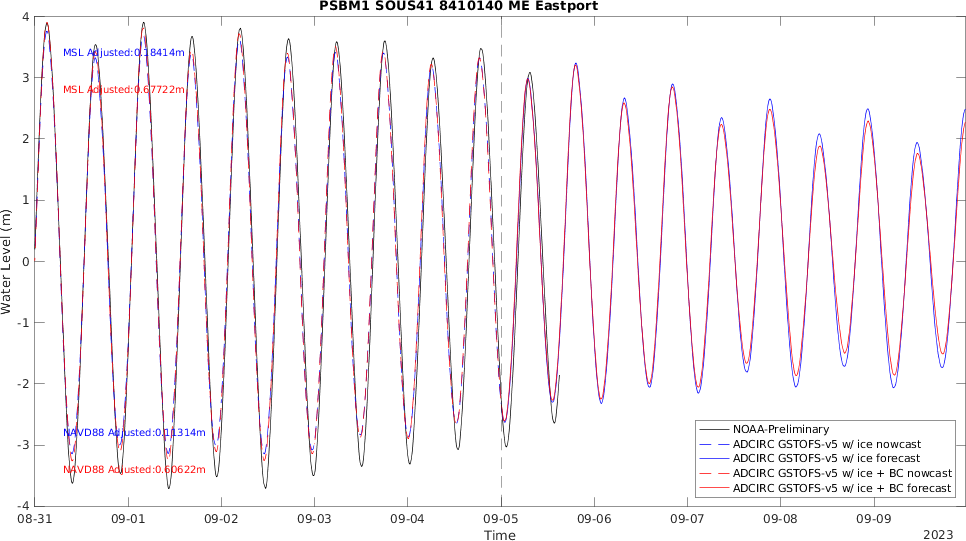 PSBM1 SOUS41 8410140 ME Eastport
MSL Adjusted:0.18414m
MSL Adjusted:0.67722m
NAVD88 Adjusted:0.11314m
NAVD88 Adjusted:0.60622m
Water Level (m)
4
3
2
1
0
-1
-2
-3
-4
NOAA-Preliminary
ADCIRC GSTOFS-v5 w/ ice nowcast
ADCIRC GSTOFS-v5 w/ ice forecast
ADCIRC GSTOFS-v5 w/ ice + BC nowcast
ADCIRC GSTOFS-v5 w/ ice + BC forecast
08-31 09-01 09-02 09-03 09-04 09-05 09-06 09-07 09-08 09-09
Time
2023